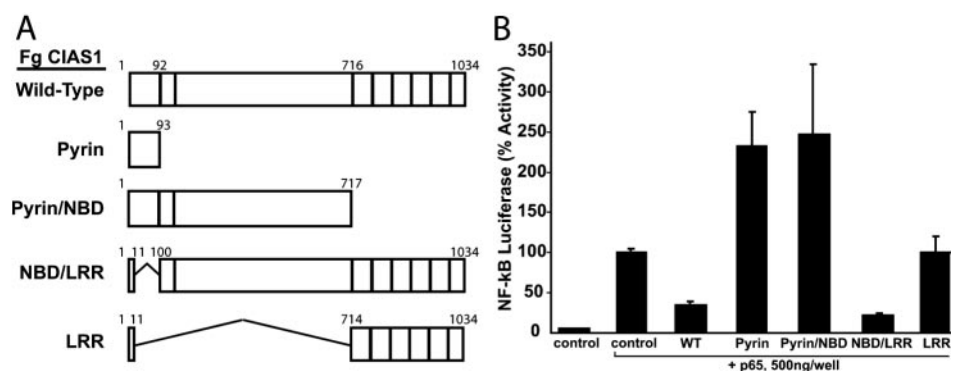 A
Fg CIAS1
1 92 716 1034
Wild-Type
1 93
Pyrin
1 717
Pyrin/NBD
1 11 100 1034
NBD/LRR
1 11 714 1034
LRR
B
NF-kB Luciferase (% Activity)
350
300
250
200
150
100
50
0
control control WT Pyrin Pyrin/NBD NBD/LRR LRR
+ p65, 500ng/well